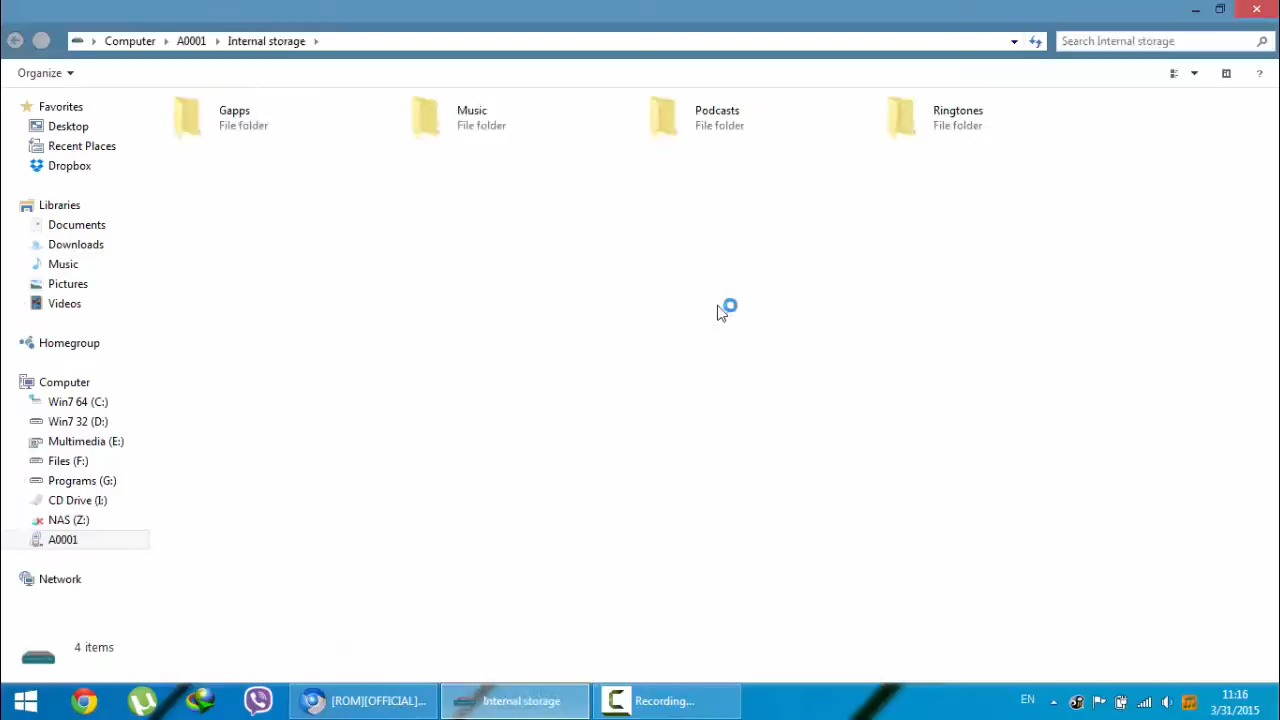 Computer
A0001
Internal storage
Search Internal storage
Organize
?
Favorites
Desktop
Recent Places
Dropbox
Libraries
Documents
Downloads
Music
Pictures
Videos
Homegroup
Computer
Win7 64 (C:)
Win7 32 (D:)
Multimedia (E:)
Files (F:)
Programs (G:)
CD Drive (I:)
NAS (Z:)
A0001
Network
Gapps
File folder
Music
File folder
Podcasts
File folder
Ringtones
File folder
4 items
[ROM][OFFICIAL]...
Internal storage
Recording...
EN
11:16
3/31/2015